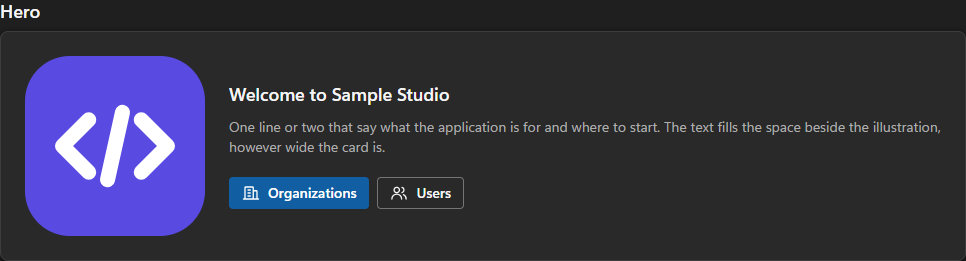 Hero
Welcome to Sample Studio
One line or two that say what the application is for and where to start. The text fills the space beside the illustration,
however wide the card is.
Organizations
Users